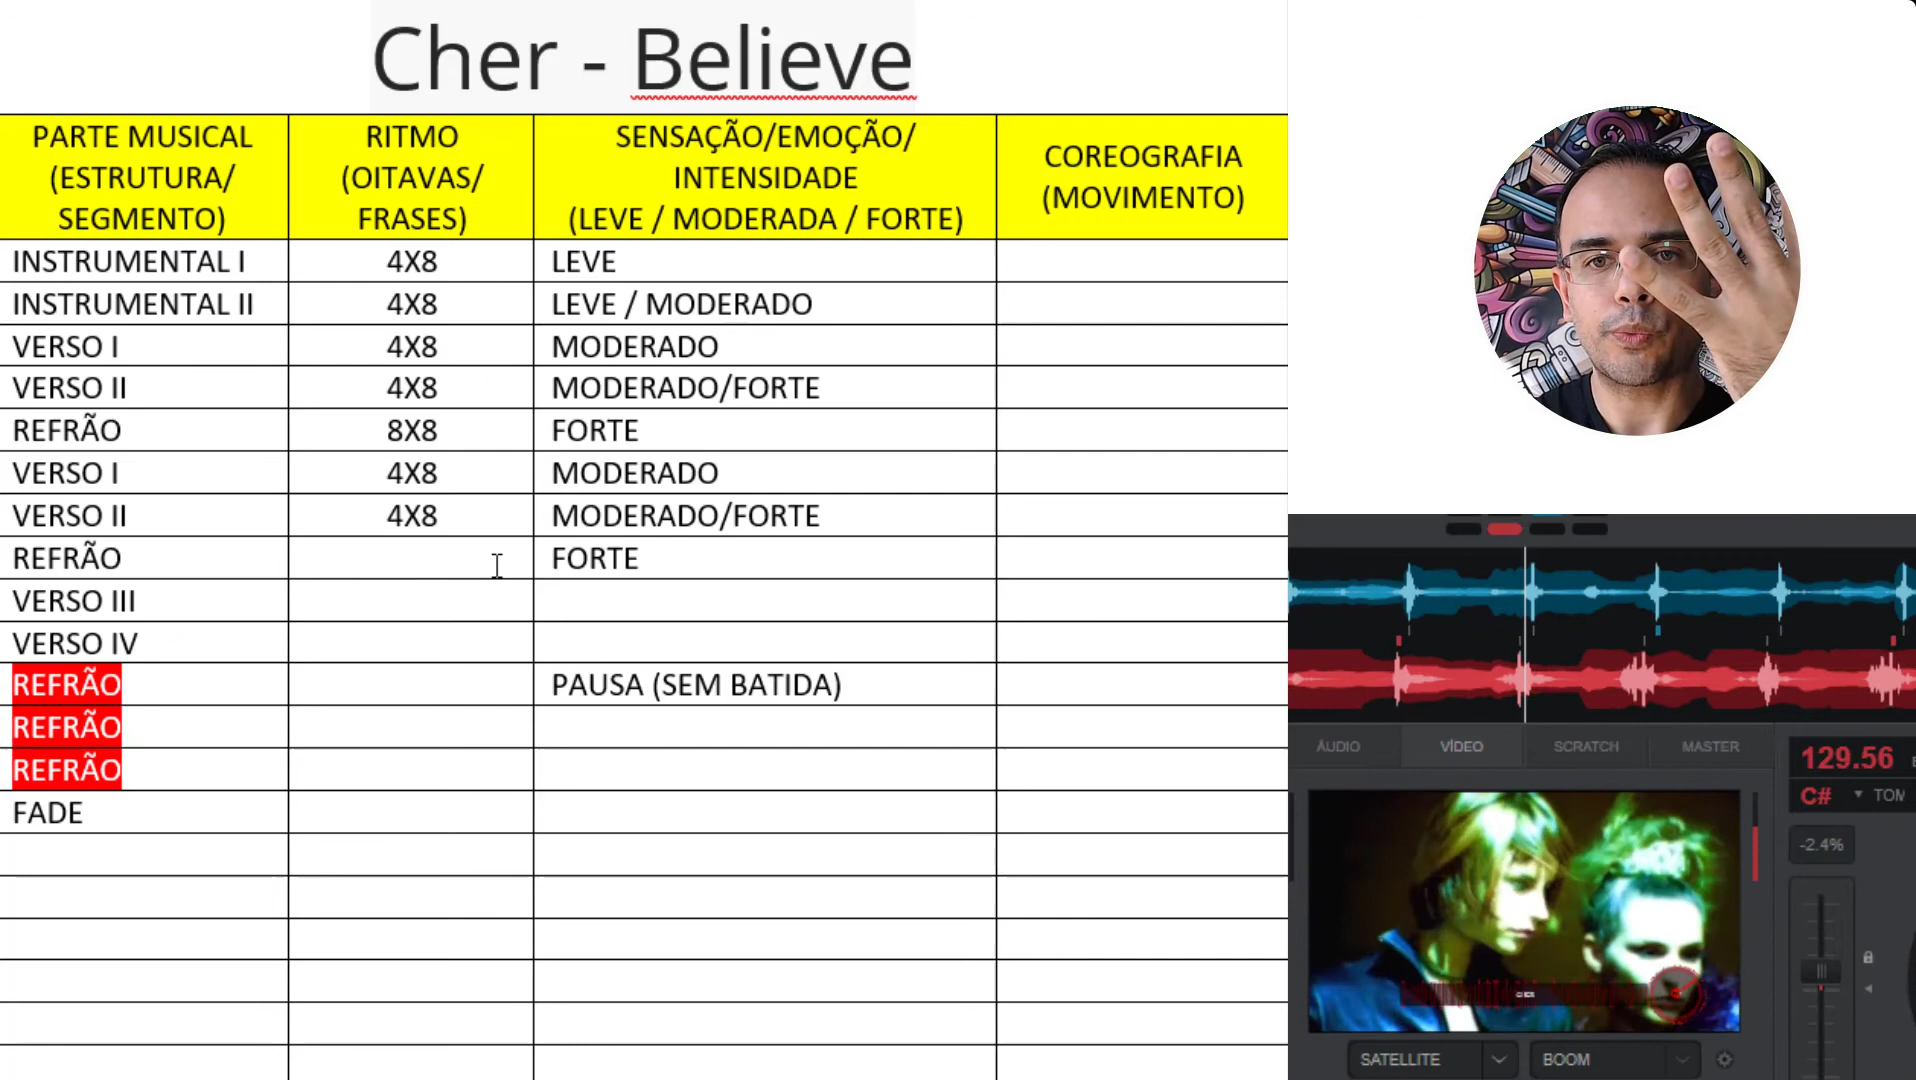 Cher - Believe
PARTE MUSICAL
(ESTRUTURA/
SEGMENTO)
RITMO
(OITAVAS/
FRASES)
SENSAÇÃO/EMOÇÃO/
INTENSIDADE
(LEVE / MODERADA / FORTE)
COREOGRAFIA
(MOVIMENTO)
INSTRUMENTAL I 4X8 LEVE
INSTRUMENTAL II 4X8 LEVE / MODERADO
VERSO I 4X8 MODERADO
VERSO II 4X8 MODERADO/FORTE
REFRÃO 8X8 FORTE
VERSO I 4X8 MODERADO
VERSO II 4X8 MODERADO/FORTE
REFRÃO FORTE
VERSO III
VERSO IV
REFRÃO PAUSA (SEM BATIDA)
REFRÃO
REFRÃO
FADE
ÁUDIO VÍDEO SCRATCH MASTER
129.56
C# TOM
-2.4%
SATELLITE BOOM